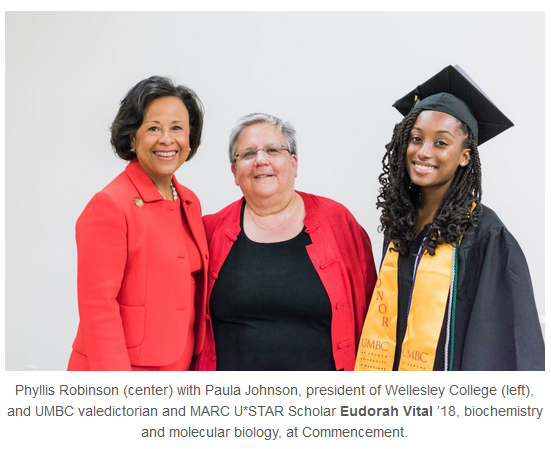 HONOR
UMBC
UMBC
Phyllis Robinson (center) with Paula Johnson, president of Wellesley College (left),
and UMBC valedictorian and MARC U*STAR Scholar Eudorah Vital ’18, biochemistry
and molecular biology, at Commencement.